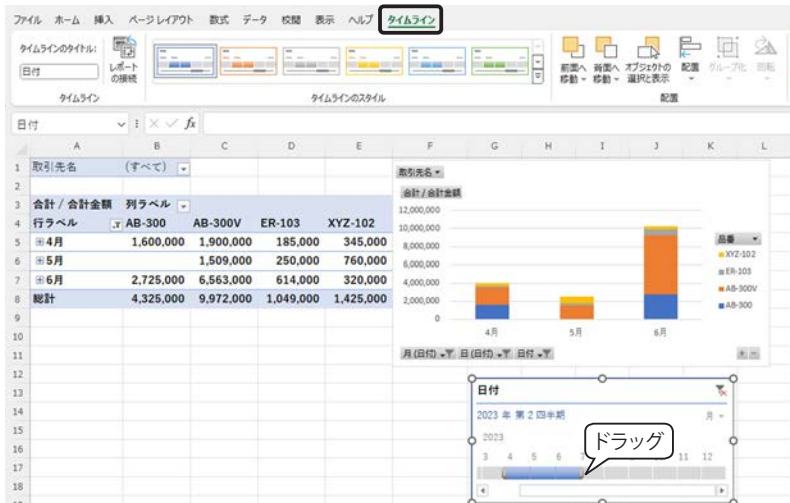 ファイル ホーム 挿入 ページ レイアウト 数式 データ 校閲 表示 ヘルプ タイムライン
タイムラインのタイトル:
日付
レポートの接続
前面へ移動 背面へ移動 オブジェクトの選択と表示 配置 グループ化 回転
タイムライン タイムラインのスタイル 配置
日付 fx
A B C D E F G H I J K L
1 取引先名 (すべて)
2
3 合計 / 合計金額 列ラベル
4 行ラベル AB-300 AB-300V ER-103 XYZ-102
5 4月 1,600,000 1,900,000 185,000 345,000
6 5月 1,509,000 250,000 760,000
7 6月 2,725,000 6,563,000 614,000 320,000
8 総計 4,325,000 9,972,000 1,049,000 1,425,000
9
10
11
12
13
14
15
16
17
18
取引先名
合計 / 合計金額
12,000,000
10,000,000
8,000,000
6,000,000
4,000,000
2,000,000
0
4月 5月 6月
品番
XYZ-102
ER-103
AB-300V
AB-300
月 (日付) 日 (日付) 日付
日付
2023 年 第 2 四半期 月
2023
3 4 5 6 7 11 12
ドラッグ